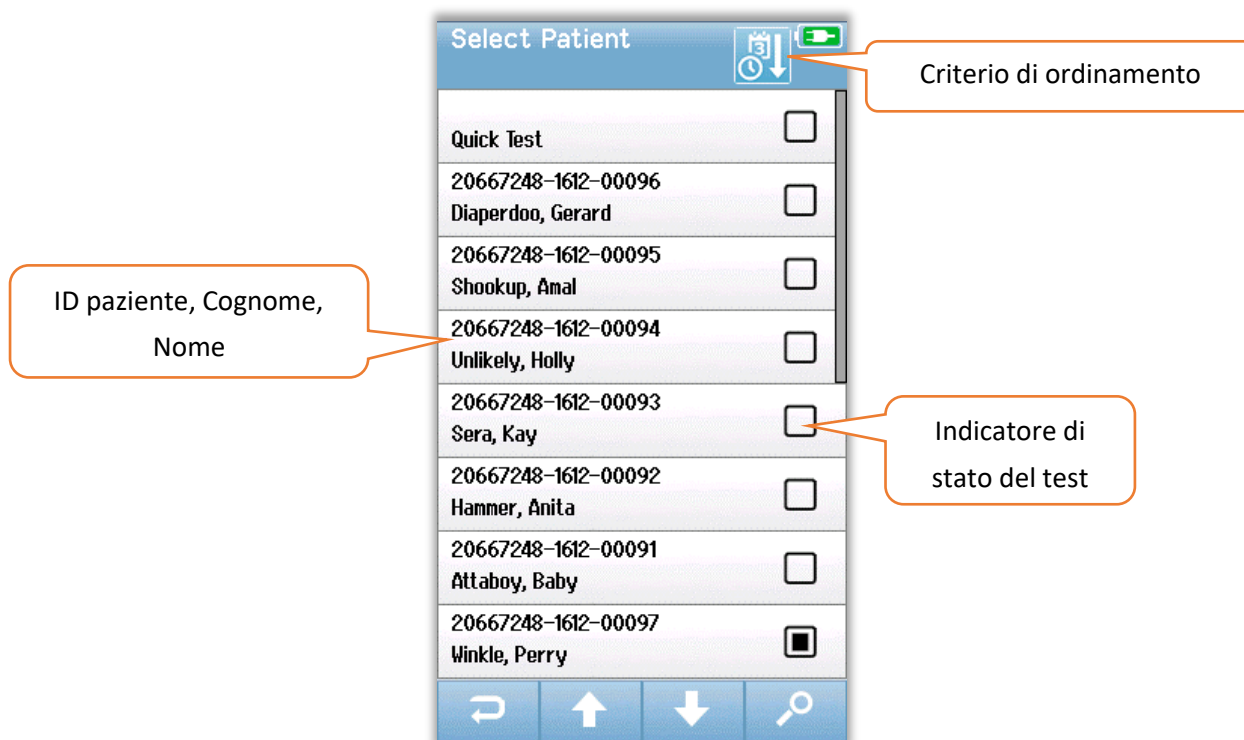 Select Patient
3
Criterio di ordinamento
Quick Test
20667248-1612-00096
Diaperdoo, Gerard
20667248-1612-00095
Shookup, Amal
ID paziente, Cognome,
Nome
20667248-1612-00094
Unlikely, Holly
20667248-1612-00093
Sera, Kay
Indicatore di
stato del test
20667248-1612-00092
Hammer, Anita
20667248-1612-00091
Attaboy, Baby
20667248-1612-00097
Winkle, Perry